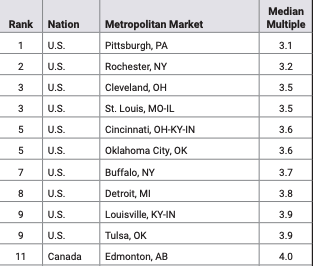 Rank Nation Metropolitan Market Median Multiple
1 U.S. Pittsburgh, PA 3.1
2 U.S. Rochester, NY 3.2
3 U.S. Cleveland, OH 3.5
3 U.S. St. Louis, MO-IL 3.5
5 U.S. Cincinnati, OH-KY-IN 3.6
5 U.S. Oklahoma City, OK 3.6
7 U.S. Buffalo, NY 3.7
8 U.S. Detroit, MI 3.8
9 U.S. Louisville, KY-IN 3.9
9 U.S. Tulsa, OK 3.9
11 Canada Edmonton, AB 4.0